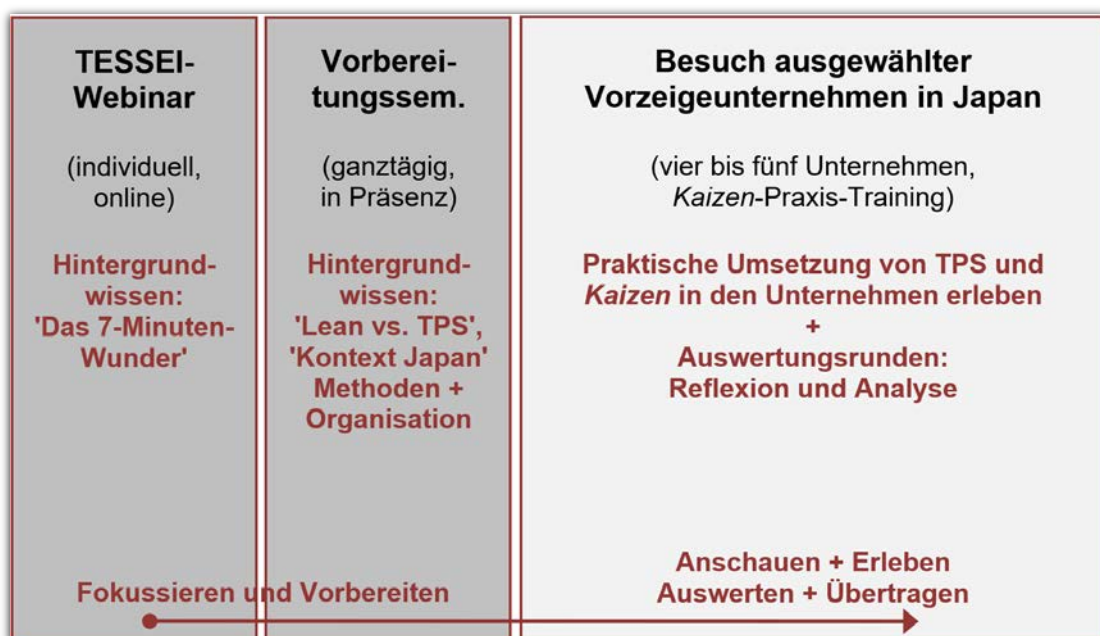 TESSEI-
Webinar
(individuell,
online)
Hintergrund-
wissen:
'Das 7-Minuten-
Wunder'
Vorberei-
tungssem.
(ganztägig,
in Präsenz)
Hintergrund-
wissen:
'Lean vs. TPS',
'Kontext Japan'
Methoden +
Organisation
Besuch ausgewählter
Vorzeigeunternehmen in Japan
(vier bis fünf Unternehmen,
Kaizen-Praxis-Training)
Praktische Umsetzung von TPS und
Kaizen in den Unternehmen erleben
+
Auswertungsrunden:
Reflexion und Analyse
Fokussieren und Vorbereiten
Anschauen + Erleben
Auswerten + Übertragen